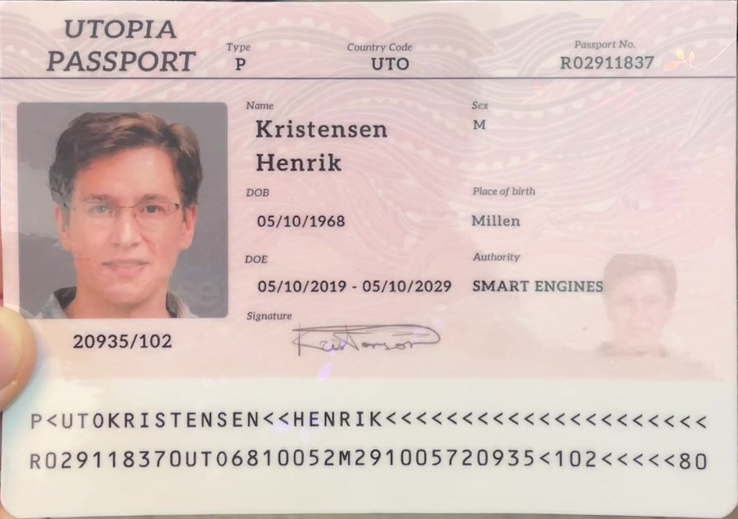 UTOPIA
PASSPORT
Type
P
Country Code
UTO
Passport No.
R02911837
Name
Kristensen
Henrik
Sex
M
DOB
05/10/1968
Place of birth
Millen
DOE
05/10/2019 - 05/10/2029
Authority
SMART ENGINES
Signature
20935/102
P<UTOKRISTENSEN<<HENRIK<<<<<<<<<<<<<<<<<<<<<
R029118370UTO6810052M291005720935<102<<<<<80